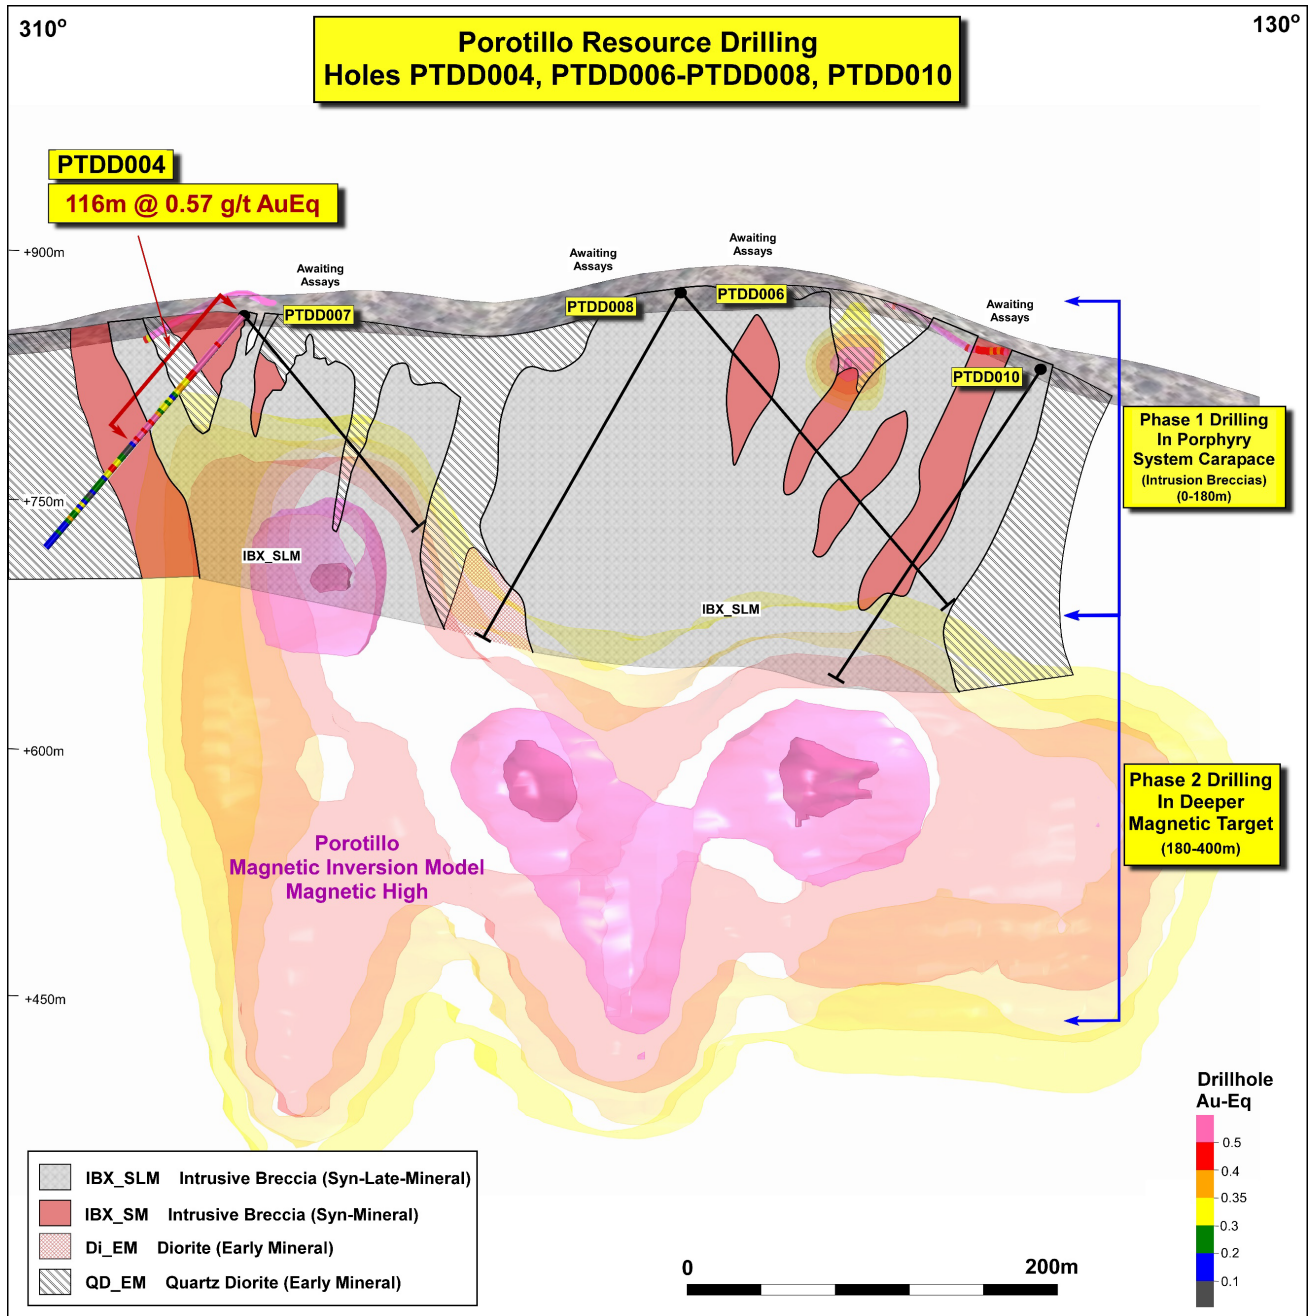 310°
130°
Porotillo Resource Drilling
Holes PTDD004, PTDD006-PTDD008, PTDD010
PTDD004
116m @ 0.57 g/t AuEq
+900m
Awaiting
Assays
PTDD007
Awaiting
Assays
PTDD008
Awaiting
Assays
PTDD006
Awaiting
Assays
PTDD010
Phase 1 Drilling
In Porphyry
System Carapace
(Intrusion Breccias)
(0-180m)
+750m
IBX_SLM
IBX_SLM
+600m
Phase 2 Drilling
In Deeper
Magnetic Target
(180-400m)
Porotillo
Magnetic Inversion Model
Magnetic High
+450m
Drillhole
Au-Eq
0.5
0.4
0.35
0.3
0.2
0.1
IBX_SLM Intrusive Breccia (Syn-Late-Mineral)
IBX_SM Intrusive Breccia (Syn-Mineral)
Di_EM Diorite (Early Mineral)
QD_EM Quartz Diorite (Early Mineral)
0 200m